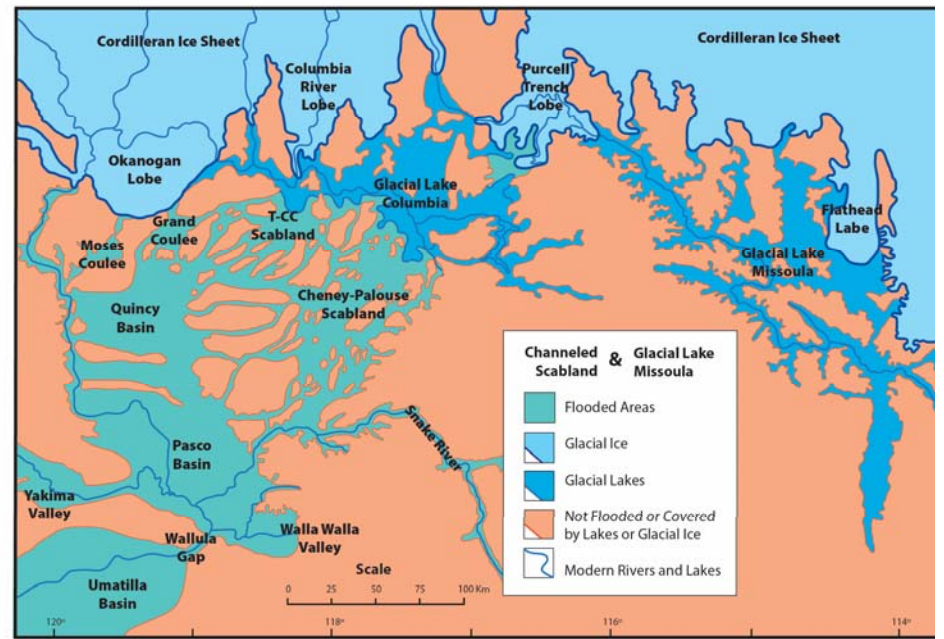 Cordilleran Ice Sheet
Cordilleran Ice Sheet
Columbia
River
Lobe
Purcell
Trench
Lobe
Okanogan
Lobe
Glacial Lake
Columbia
Flathead
Labe
Grand
Coulee
T-CC
Scabland
Moses
Coulee
Glacial Lake
Missoula
Cheney-Palouse
Scabland
Quincy
Basin
Channeled
Scabland
&
Glacial Lake
Missoula
Flooded Areas
Glacial Ice
Glacial Lakes
Not Flooded or Covered
by Lakes or Glacial Ice
Modern Rivers and Lakes
Snake River
Pasco
Basin
Yakima
Valley
Wallula
Gap
Walla Walla
Valley
Umatilla
Basin
Scale
0 25 50 75 100 Km
120° 118° 116° 114°